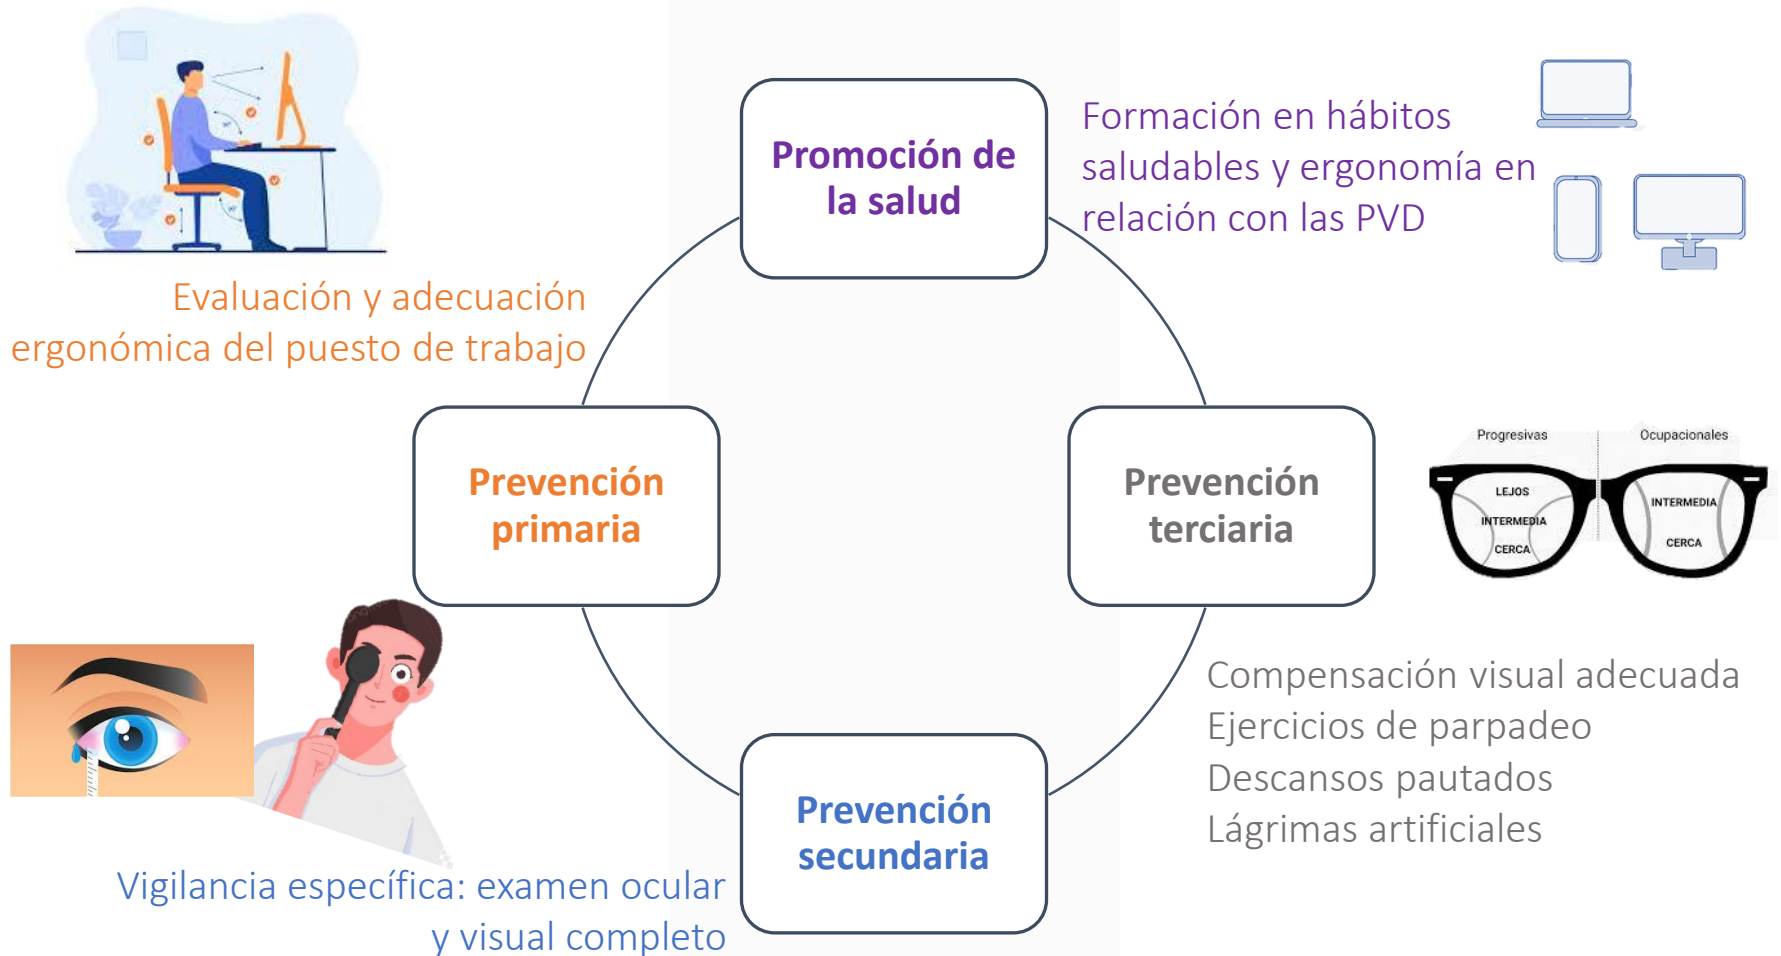 Promoción de
la salud
Formación en hábitos
saludables y ergonomía en
relación con las PVD
Evaluación y adecuación
ergonómica del puesto de trabajo
Prevención
primaria
Prevención
terciaria
Progresivas
Ocupacionales
LEJOS
INTERMEDIA
CERCA
INTERMEDIA
CERCA
Compensación visual adecuada
Ejercicios de parpadeo
Descansos pautados
Lágrimas artificiales
Prevención
secundaria
Vigilancia específica: examen ocular
y visual completo